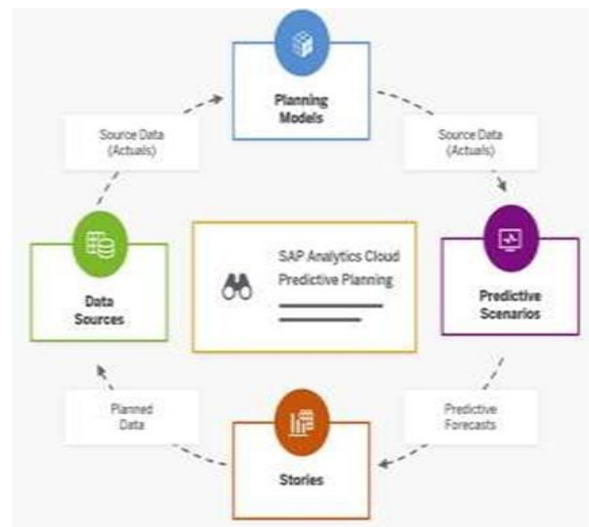 Planning
Models
Source Data
(Actuals)
Source Data
(Actuals)
SAP Analytics Cloud
Predictive Planning
Data
Sources
Predictive
Scenarios
Planned
Data
Predictive
Forecasts
Stories